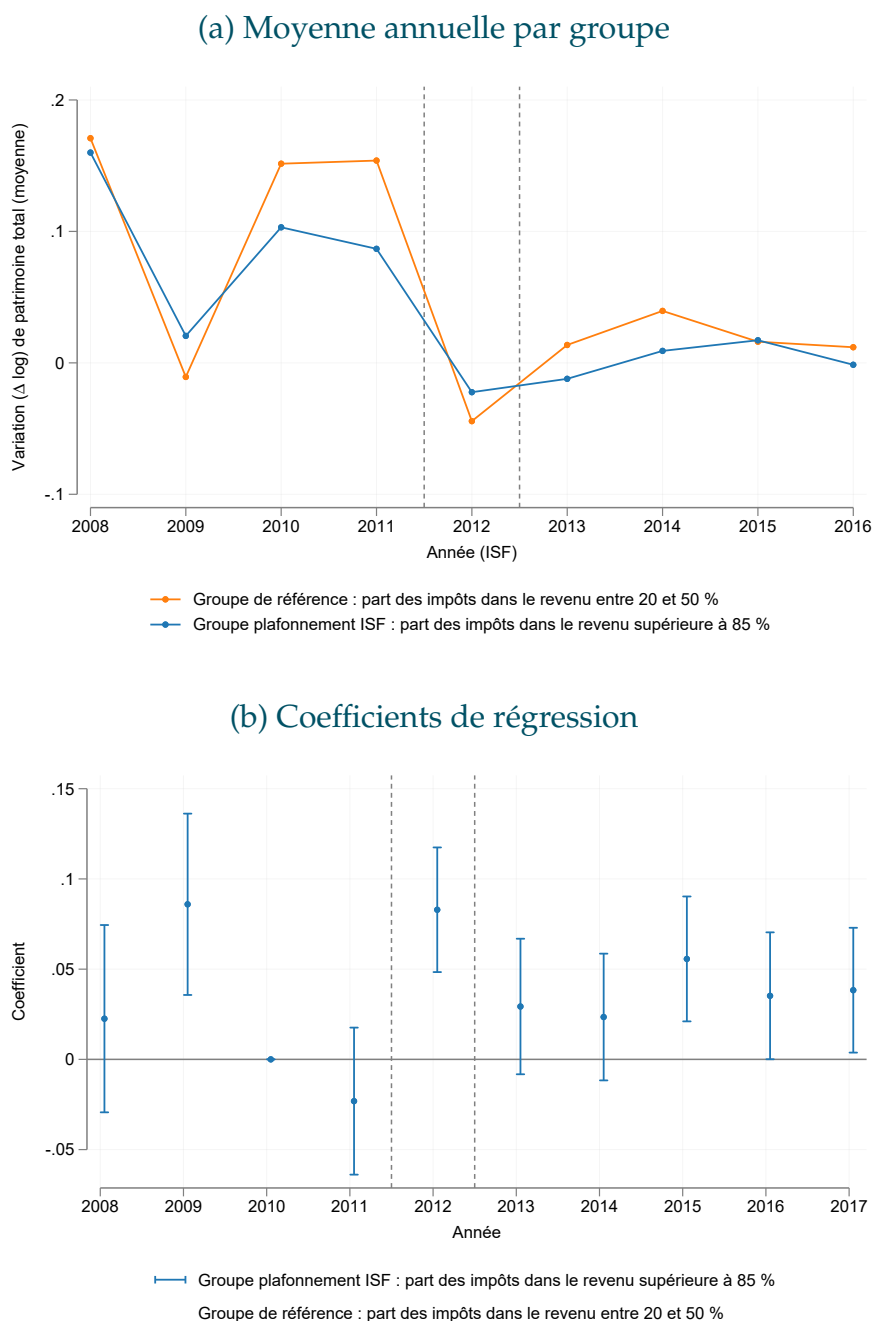 (a) Moyenne annuelle par groupe
Variation (Δ log) de patrimoine total (moyenne)
.2
.1
0
-.1
2008 2009 2010 2011 2012 2013 2014 2015 2016
Année (ISF)
Groupe de référence : part des impôts dans le revenu entre 20 et 50 %
Groupe plafonnement ISF : part des impôts dans le revenu supérieure à 85 %
(b) Coefficients de régression
Coefficient
.15
.1
.05
0
-.05
2008 2009 2010 2011 2012 2013 2014 2015 2016 2017
Année
Groupe plafonnement ISF : part des impôts dans le revenu supérieure à 85 %
Groupe de référence : part des impôts dans le revenu entre 20 et 50 %